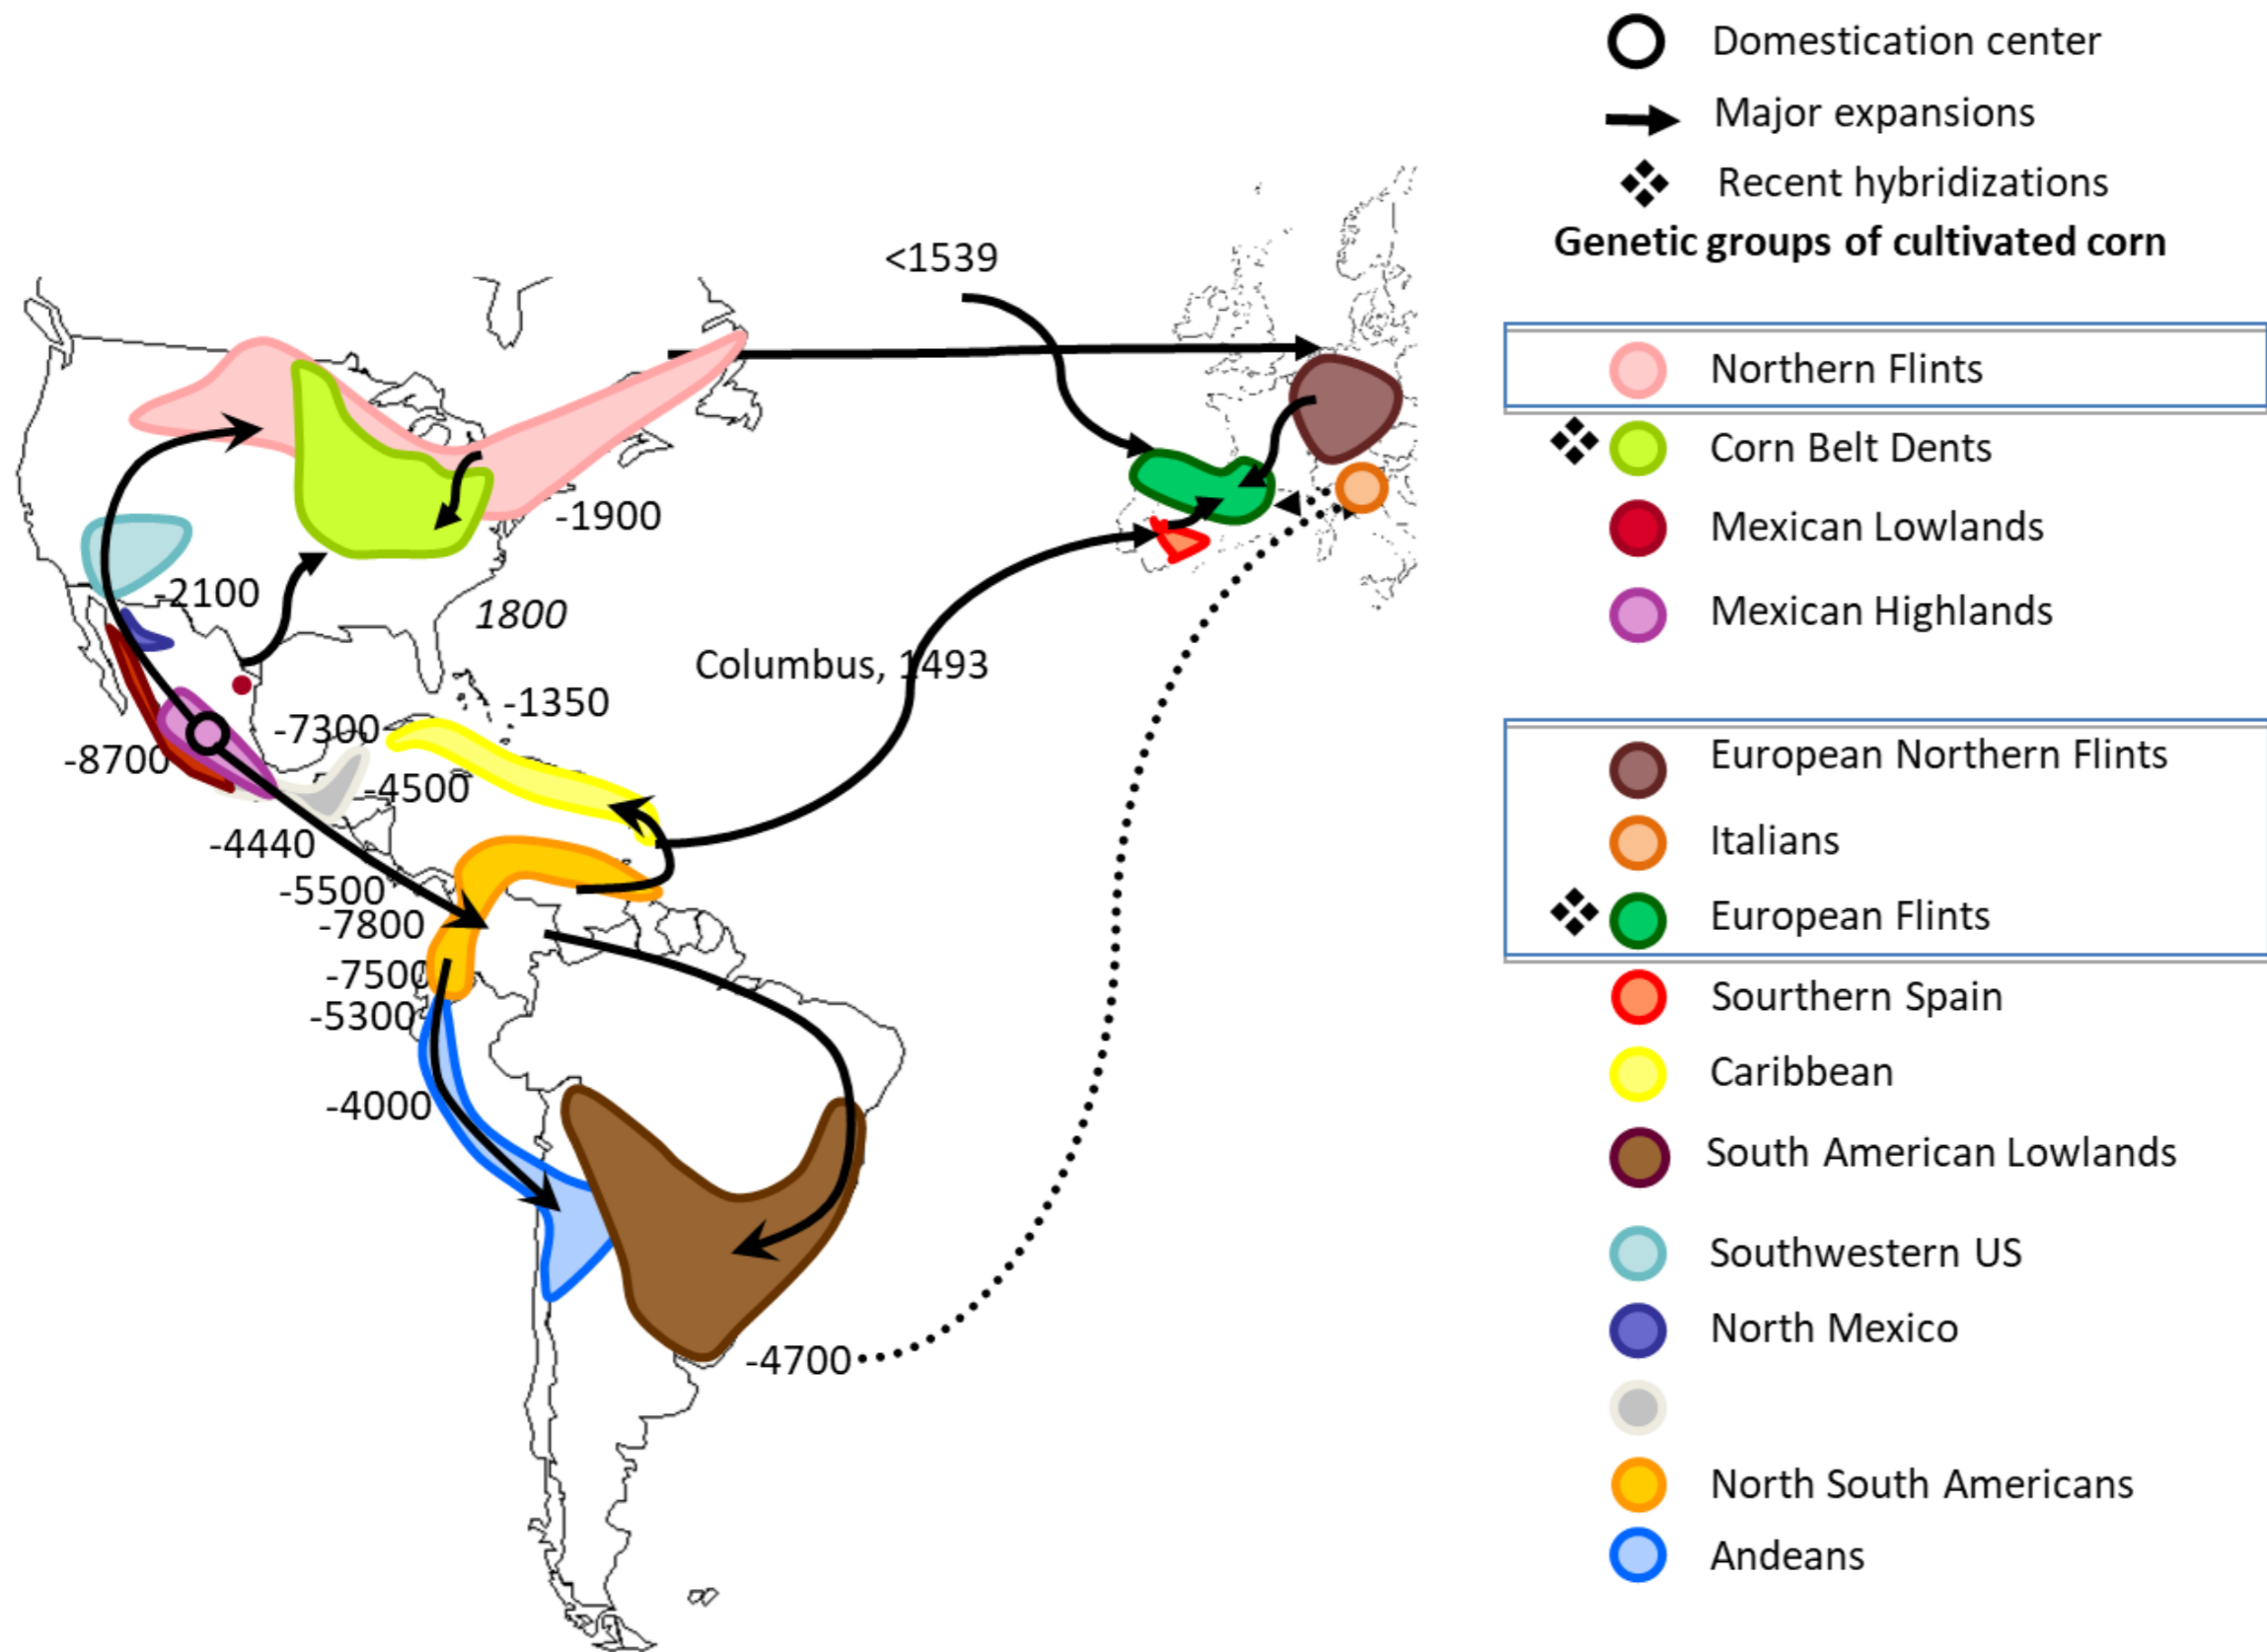 Domestication center
Major expansions
Recent hybridizations
Genetic groups of cultivated corn
Northern Flints
Corn Belt Dents
Mexican Lowlands
Mexican Highlands
European Northern Flints
Italians
European Flints
Sourthern Spain
Caribbean
South American Lowlands
Southwestern US
North Mexico
North South Americans
Andeans
<1539
-1900
-2100
1800
Columbus, 1493
-1350
-7300
-8700
-4500
-4440
-5500
-7800
-7500
-5300
-4000
-4700